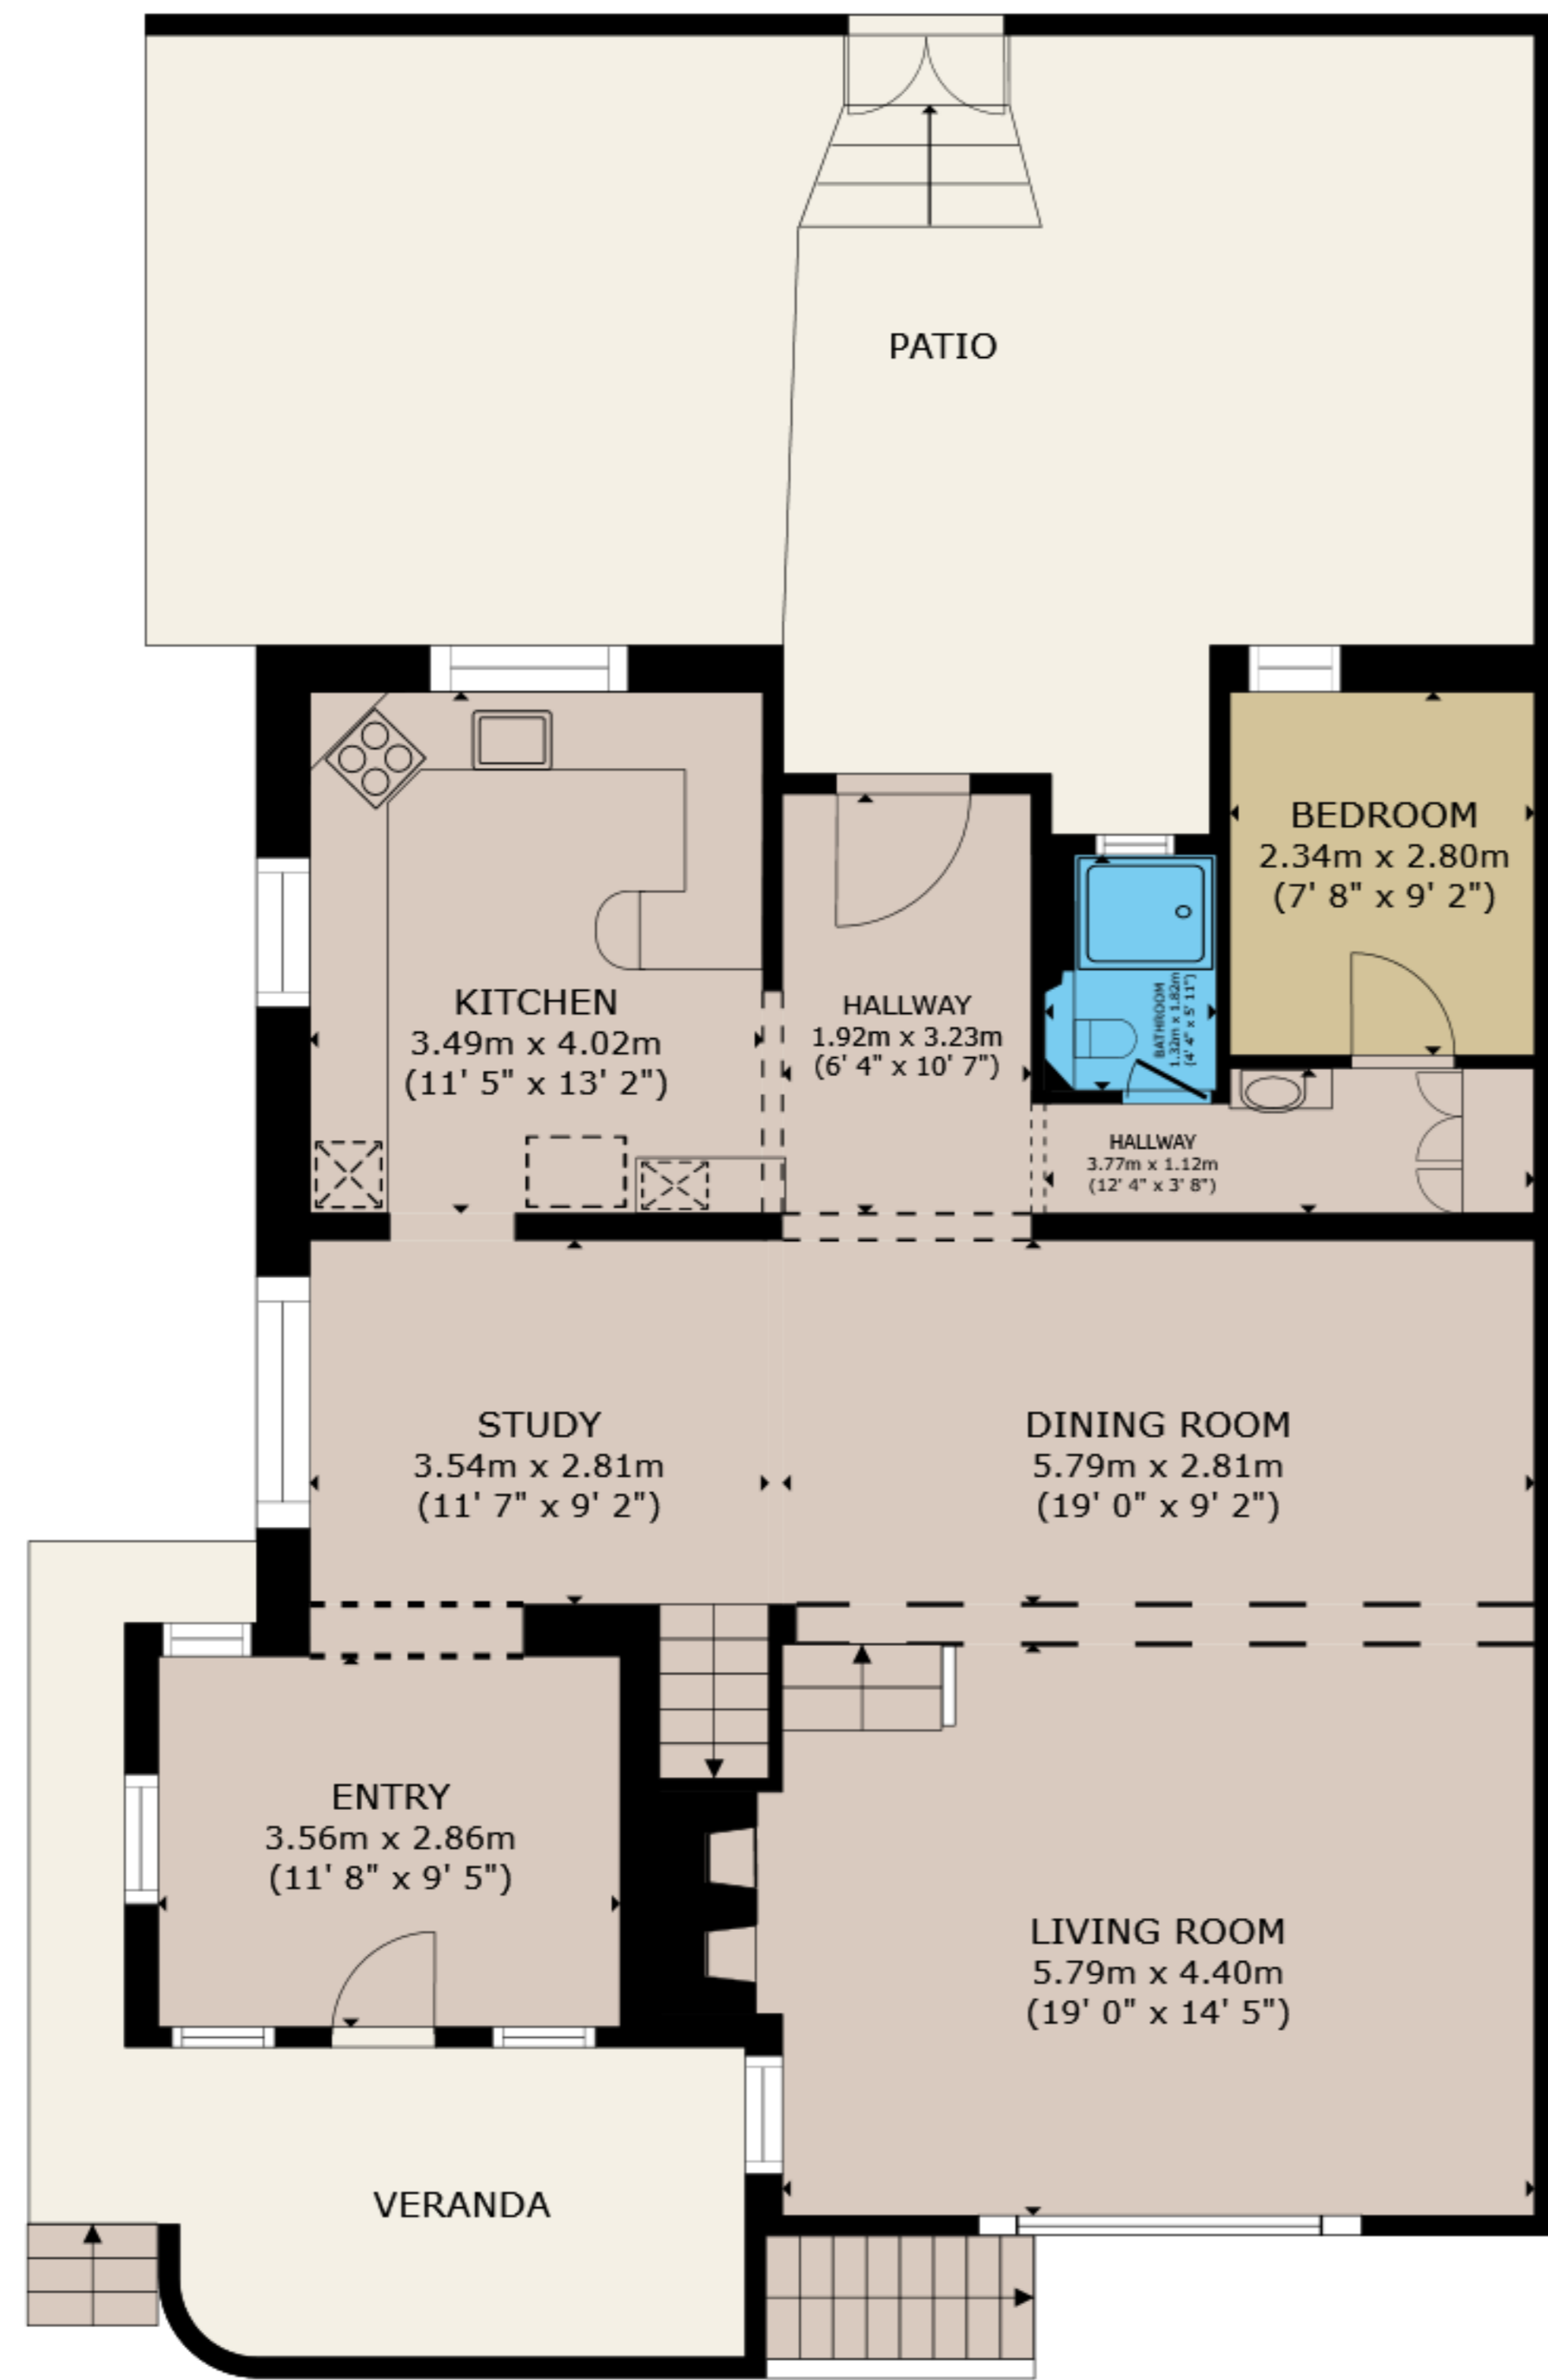 PATIO
BEDROOM
2.34m x 2.80m
(7' 8" x 9' 2")
KITCHEN
3.49m x 4.02m
(11' 5" x 13' 2")
HALLWAY
1.92m x 3.23m
(6' 4" x 10' 7")
BATHROOM
1.32m x 1.82m
(4' 4" x 5' 11")
HALLWAY
3.77m x 1.12m
(12' 4" x 3' 8")
STUDY
3.54m x 2.81m
(11' 7" x 9' 2")
DINING ROOM
5.79m x 2.81m
(19' 0" x 9' 2")
ENTRY
3.56m x 2.86m
(11' 8" x 9' 5")
LIVING ROOM
5.79m x 4.40m
(19' 0" x 14' 5")
VERANDA